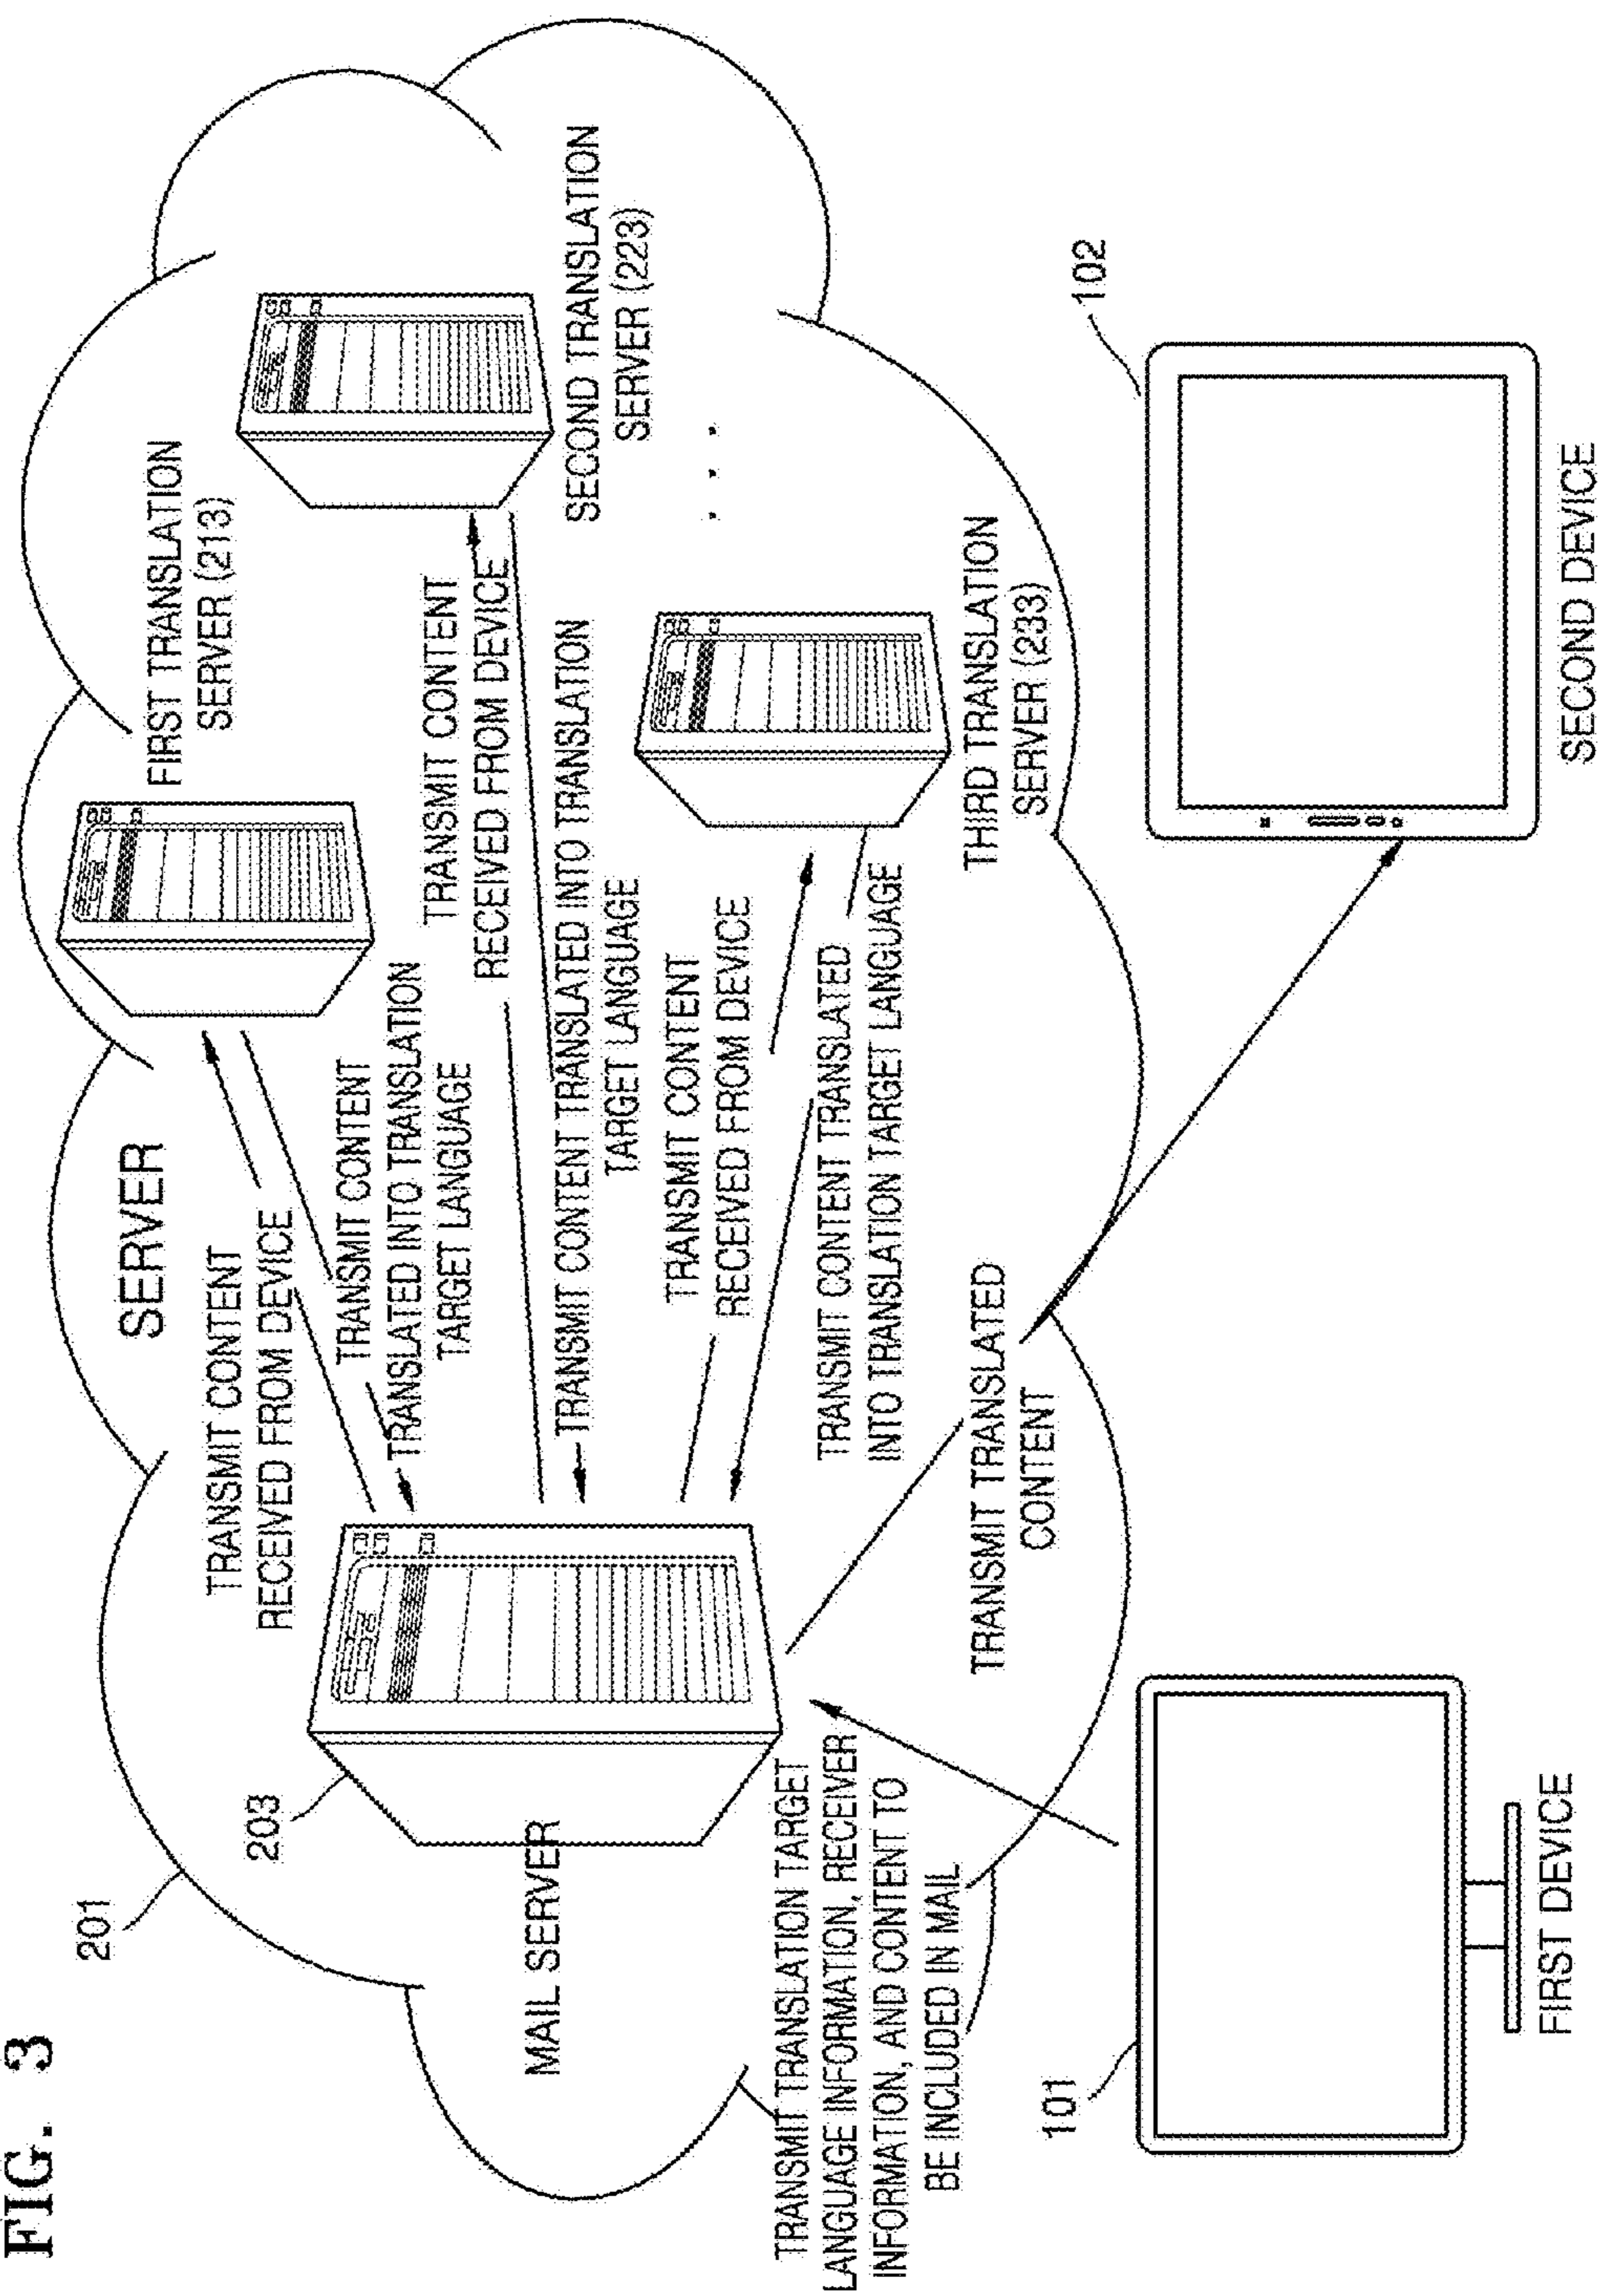 FIG. 3
201
SERVER
203
MAIL SERVER
FIRST TRANSLATION
SERVER (213)
TRANSMIT CONTENT
RECEIVED FROM DEVICE
TRANSMIT CONTENT
TRANSLATED INTO TRANSLATION
TARGET LANGUAGE
SECOND TRANSLATION
SERVER (223)
TRANSMIT CONTENT
RECEIVED FROM DEVICE
TRANSMIT CONTENT TRANSLATED INTO TRANSLATION
TARGET LANGUAGE
. . .
TRANSMIT CONTENT
RECEIVED FROM DEVICE
TRANSMIT CONTENT TRANSLATED
INTO TRANSLATION TARGET LANGUAGE
THIRD TRANSLATION
SERVER (233)
TRANSMIT TRANSLATION TARGET
LANGUAGE INFORMATION, RECEIVER
INFORMATION, AND CONTENT TO
BE INCLUDED IN MAIL
TRANSMIT TRANSLATED
CONTENT
101
FIRST DEVICE
102
SECOND DEVICE